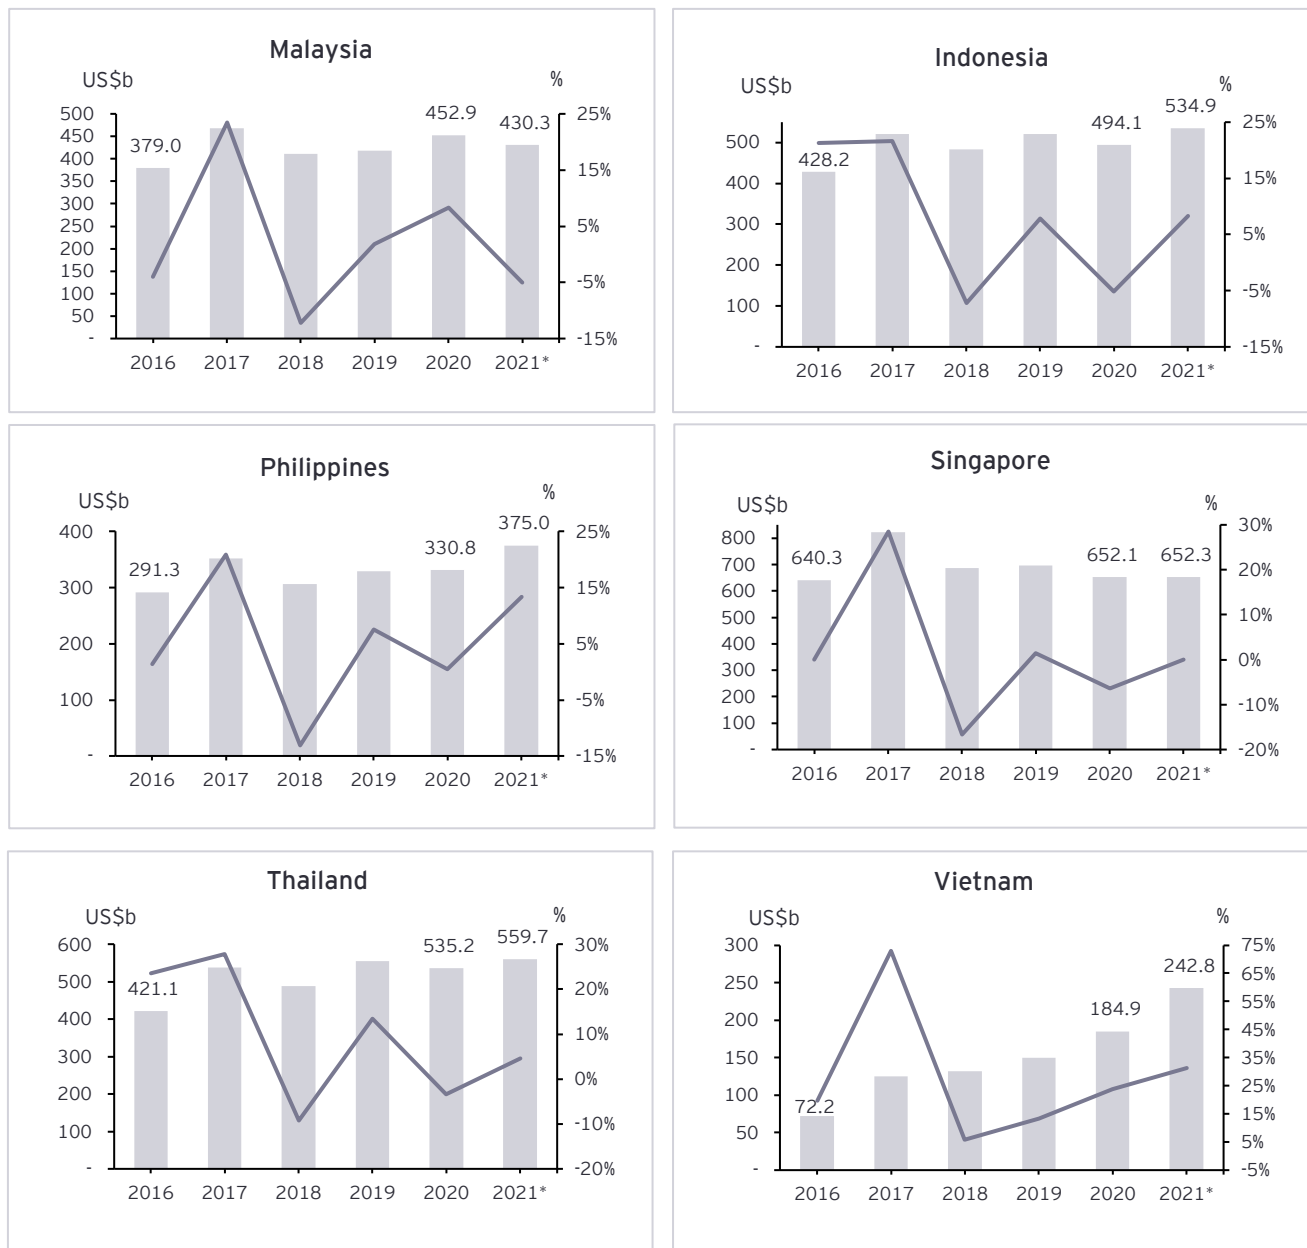 Malaysia
US$b %
500 25%
450
400 15%
350
300
250 5%
200
150 -5%
100
50
- -15%
379.0 452.9 430.3
2016 2017 2018 2019 2020 2021*
Indonesia
US$b %
500 25%
400 15%
300 5%
200 -5%
100
- -15%
428.2 494.1 534.9
2016 2017 2018 2019 2020 2021*
Philippines
US$b %
400 25%
300 15%
200 5%
100 -5%
- -15%
291.3 330.8 375.0
2016 2017 2018 2019 2020 2021*
Singapore
US$b %
800 30%
700 20%
600
500 10%
400
300 0%
200 -10%
100
- -20%
640.3 652.1 652.3
2016 2017 2018 2019 2020 2021*
Thailand
US$b %
600 30%
500 20%
400 10%
300 0%
200
100 -10%
- -20%
421.1 535.2 559.7
2016 2017 2018 2019 2020 2021*
Vietnam
US$b %
300 75%
250 65%
200 55%
150 45%
100 35%
50 25%
- 15%
5%
-5%
72.2 184.9 242.8
2016 2017 2018 2019 2020 2021*